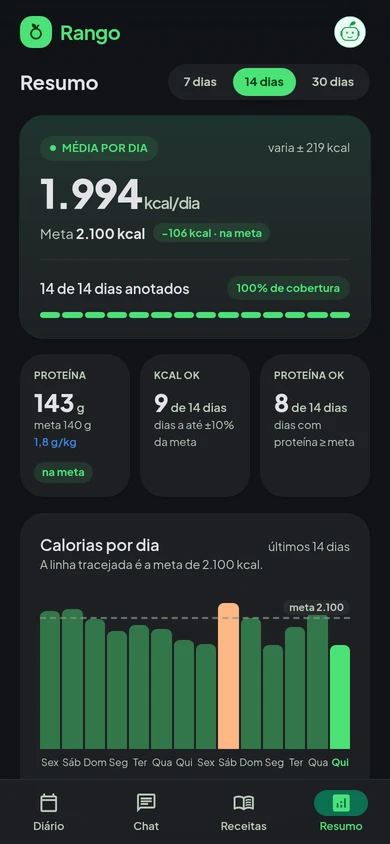 Rango
Resumo
7 dias
14 dias
30 dias
MÉDIA POR DIA
varia ± 219 kcal
1.994 kcal/dia
Meta 2.100 kcal
−106 kcal · na meta
14 de 14 dias anotados
100% de cobertura
PROTEÍNA
143 g
meta 140 g
1,8 g/kg
na meta
KCAL OK
9 de 14 dias
dias a até ±10%
da meta
PROTEÍNA OK
8 de 14 dias
dias com
proteína ≥ meta
Calorias por dia
últimos 14 dias
A linha tracejada é a meta de 2.100 kcal.
meta 2.100
Sex Sáb Dom Seg Ter Qua Qui Sex Sáb Dom Seg Ter Qua Qui
Diário
Chat
Receitas
Resumo